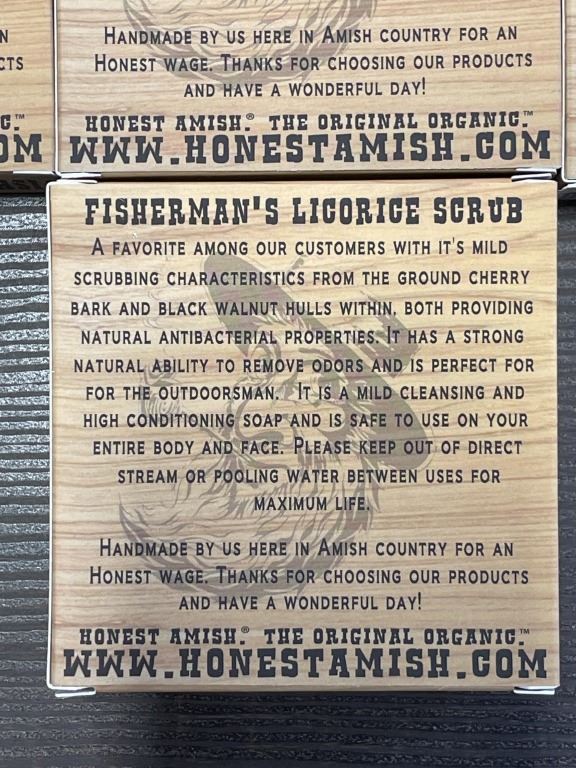 HANDMADE BY US HERE IN AMISH COUNTRY FOR AN
HONEST WAGE. THANKS FOR CHOOSING OUR PRODUCTS
AND HAVE A WONDERFUL DAY!
HONEST AMISH.® THE ORIGINAL ORGANIC.™
WWW.HONESTAMISH.COM
N
CTS
C.™
OM
FISHERMAN'S LICORICE SCRUB
A FAVORITE AMONG OUR CUSTOMERS WITH IT'S MILD
SCRUBBING CHARACTERISTICS FROM THE GROUND CHERRY
BARK AND BLACK WALNUT HULLS WITHIN, BOTH PROVIDING
NATURAL ANTIBACTERIAL PROPERTIES. IT HAS A STRONG
NATURAL ABILITY TO REMOVE ODORS AND IS PERFECT FOR
FOR THE OUTDOORSMAN. IT IS A MILD CLEANSING AND
HIGH CONDITIONING SOAP AND IS SAFE TO USE ON YOUR
ENTIRE BODY AND FACE. PLEASE KEEP OUT OF DIRECT
STREAM OR POOLING WATER BETWEEN USES FOR
MAXIMUM LIFE.
HANDMADE BY US HERE IN AMISH COUNTRY FOR AN
HONEST WAGE. THANKS FOR CHOOSING OUR PRODUCTS
AND HAVE A WONDERFUL DAY!
HONEST AMISH.® THE ORIGINAL ORGANIC.™
WWW.HONESTAMISH.COM